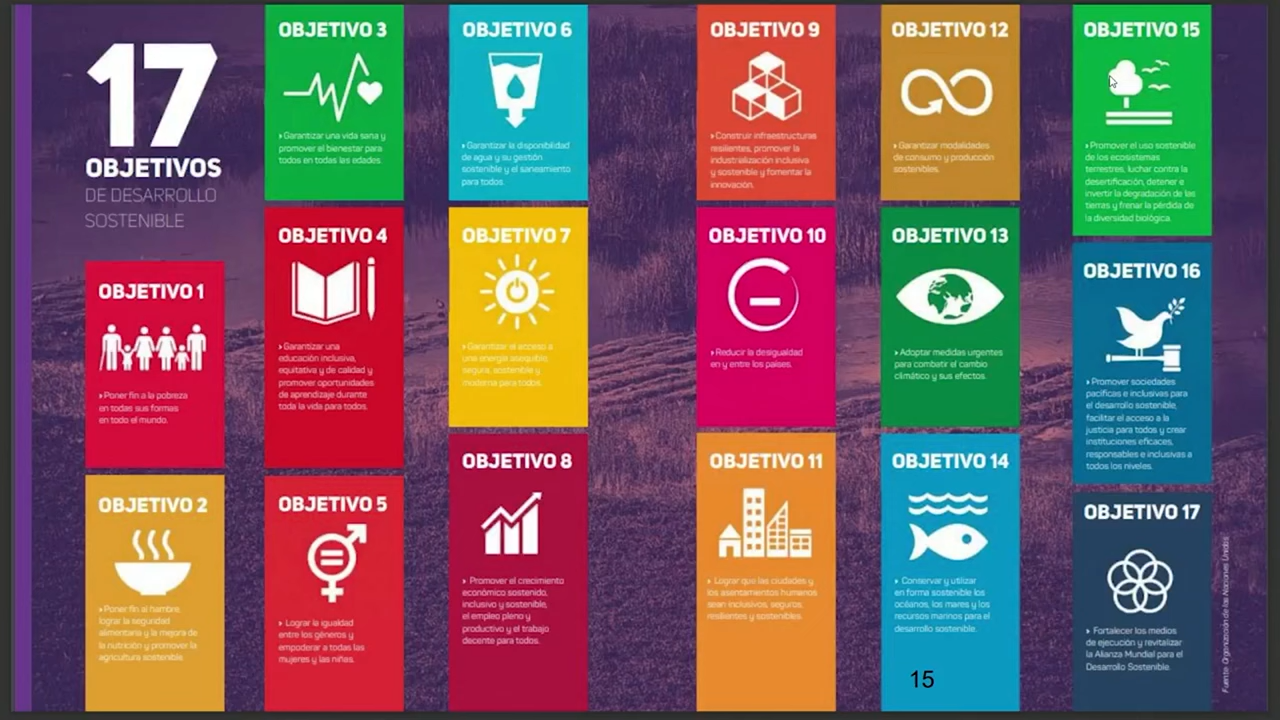 17
OBJETIVOS
DE DESARROLLO
SOSTENIBLE
OBJETIVO 1
› Poner fin a la pobreza
en todas sus formas
en todo el mundo.
OBJETIVO 2
› Poner fin al hambre,
lograr la seguridad
alimentaria y la mejora de
la nutrición y promover la
agricultura sostenible.
OBJETIVO 3
› Garantizar una vida sana y
promover el bienestar para
todos en todas las edades.
OBJETIVO 4
› Garantizar una
educación inclusiva,
equitativa y de calidad y
promover oportunidades
de aprendizaje durante
toda la vida para todos.
OBJETIVO 5
› Lograr la igualdad
entre los géneros y
empoderar a todas las
mujeres y las niñas.
OBJETIVO 6
› Garantizar la disponibilidad
de agua y su gestión
sostenible y el saneamiento
para todos.
OBJETIVO 7
› Garantizar el acceso a
una energía asequible,
segura, sostenible y
moderna para todos.
OBJETIVO 8
› Promover el crecimiento
económico sostenido,
inclusivo y sostenible,
el empleo pleno y
productivo y el trabajo
decente para todos.
OBJETIVO 9
› Construir infraestructuras
resilientes, promover la
industrialización inclusiva
y sostenible y fomentar la
innovación.
OBJETIVO 10
› Reducir la desigualdad
en y entre los países.
OBJETIVO 11
› Lograr que las ciudades y
los asentamientos humanos
sean inclusivos, seguros,
resilientes y sostenibles.
OBJETIVO 12
› Garantizar modalidades
de consumo y producción
sostenibles.
OBJETIVO 13
› Adoptar medidas urgentes
para combatir el cambio
climático y sus efectos.
OBJETIVO 14
› Conservar y utilizar
en forma sostenible los
océanos, los mares y los
recursos marinos para el
desarrollo sostenible.
15
OBJETIVO 15
› Promover el uso sostenible
de los ecosistemas
terrestres, luchar contra la
desertificación, detener e
invertir la degradación de las
tierras y frenar la pérdida de
la diversidad biológica.
OBJETIVO 16
› Promover sociedades
pacíficas e inclusivas para
el desarrollo sostenible,
facilitar el acceso a la
justicia para todos y crear
instituciones eficaces,
responsables e inclusivas a
todos los niveles.
OBJETIVO 17
› Fortalecer los medios
de ejecución y revitalizar
la Alianza Mundial para el
Desarrollo Sostenible.
Fuente: Organización de las Naciones Unidas